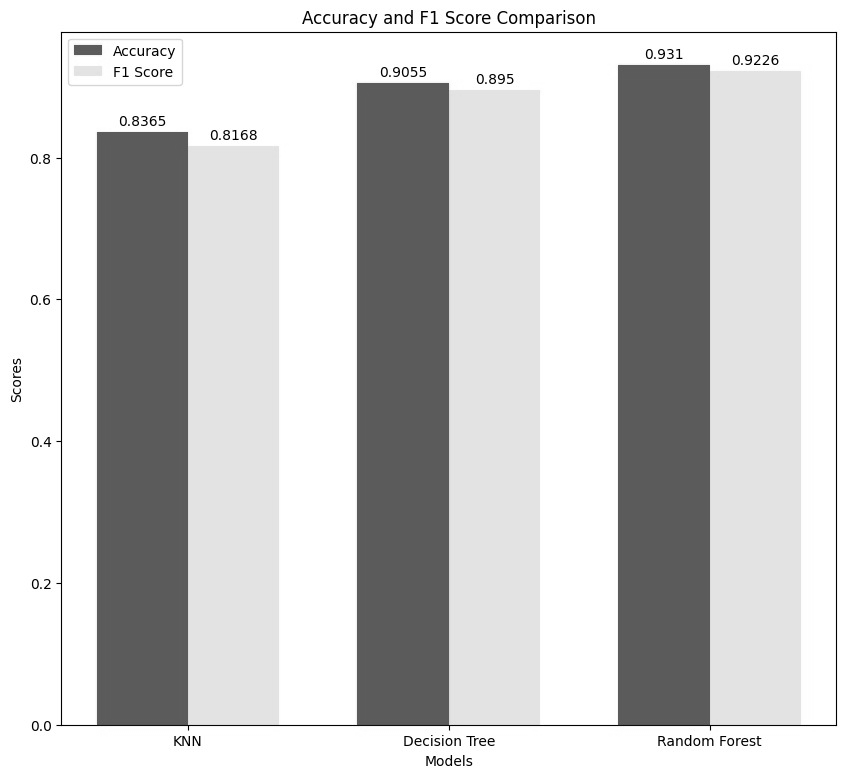 Accuracy and F1 Score Comparison
Accuracy
F1 Score
0.8365
0.8168
0.9055
0.895
0.931
0.9226
Scores
0.8
0.6
0.4
0.2
0.0
KNN
Decision Tree
Random Forest
Models